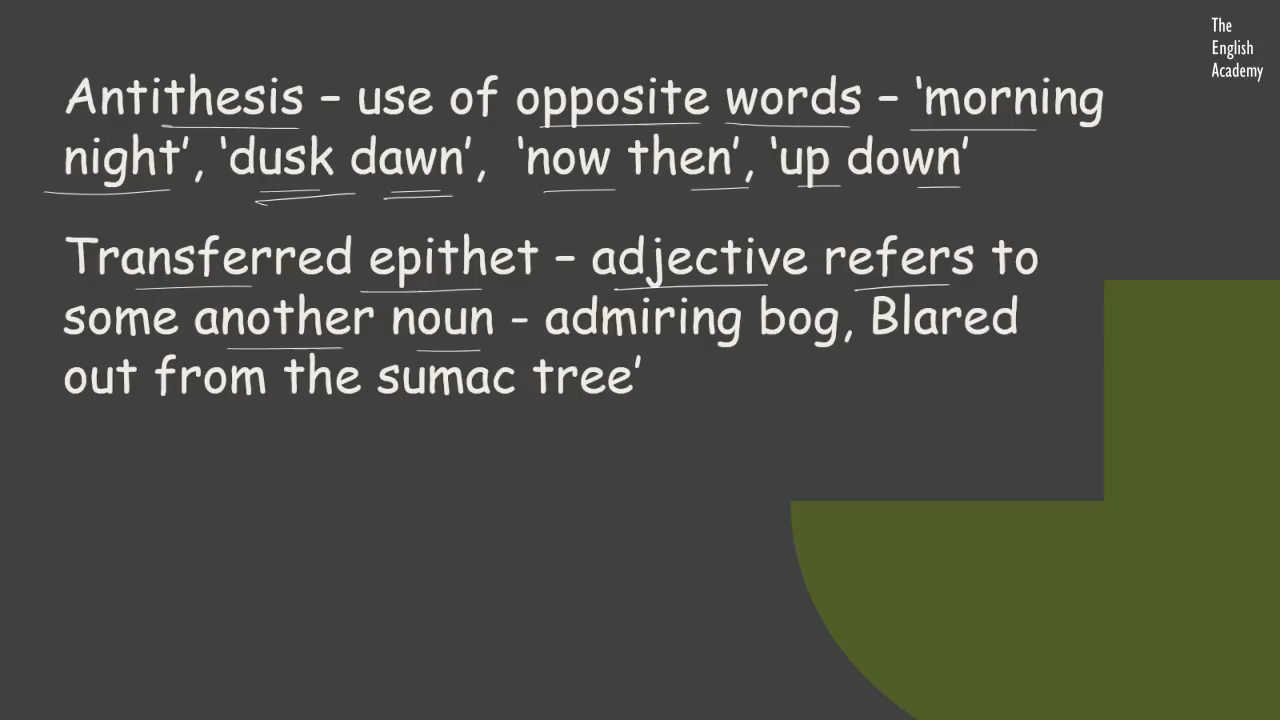 The
English
Academy
Antithesis – use of opposite words – ‘morning
night’, ‘dusk dawn’, ‘now then’, ‘up down’
Transferred epithet – adjective refers to
some another noun - admiring bog, Blared
out from the sumac tree’